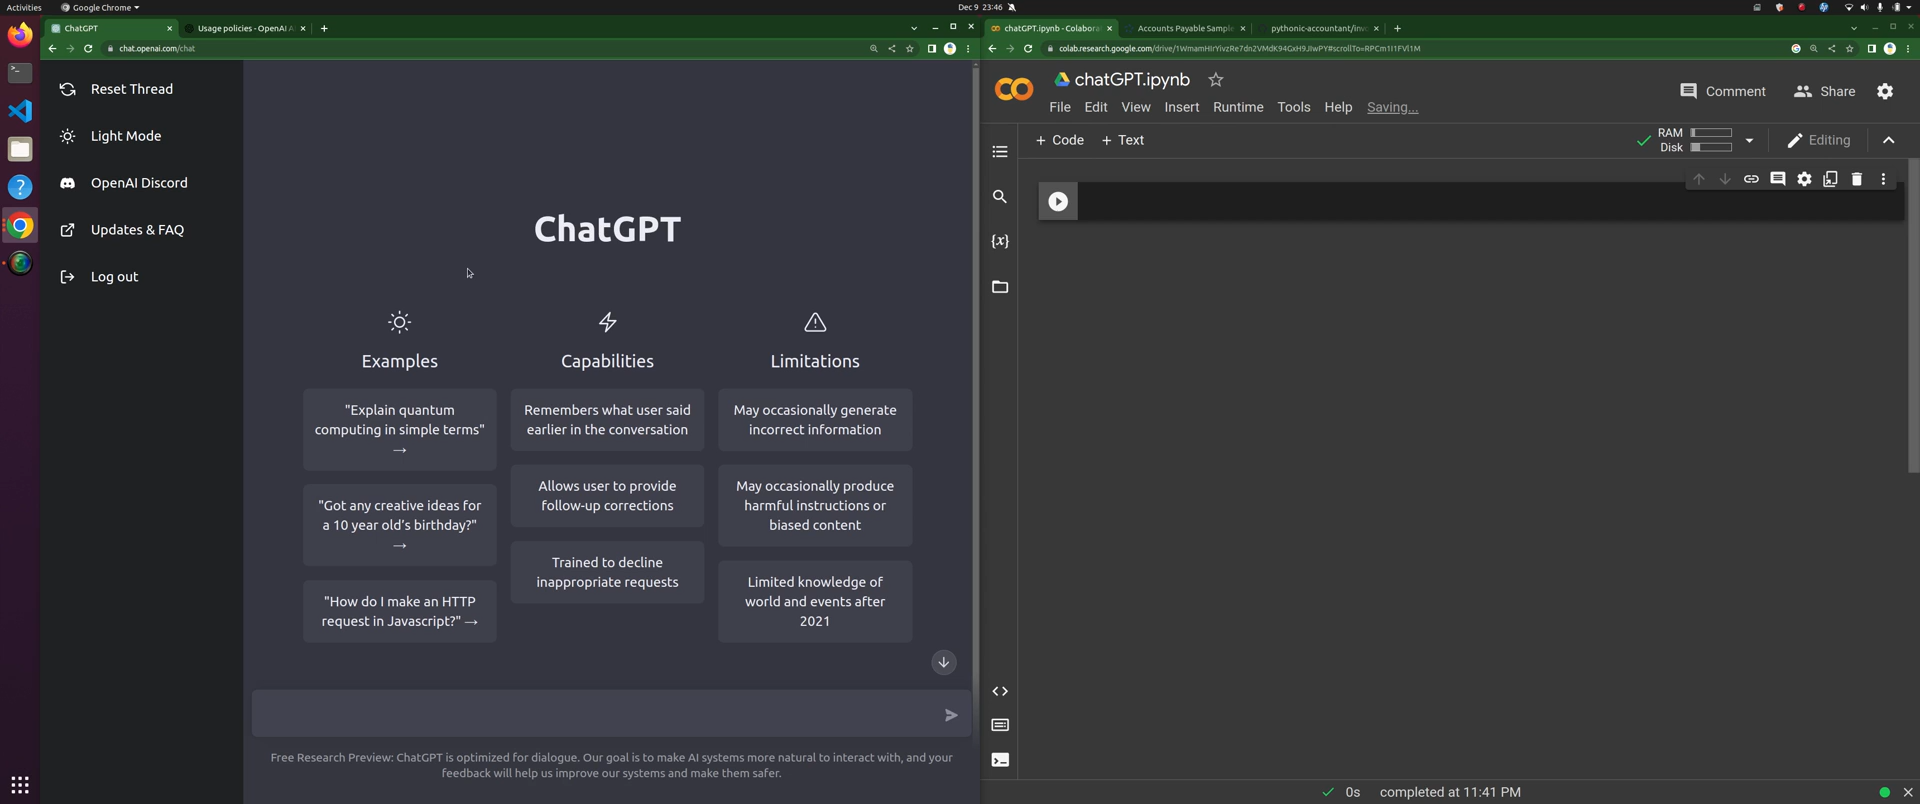 Activities
Google Chrome
Dec 9 23:46
ChatGPT
Usage policies - OpenAI A
chat.openai.com/chat
Reset Thread
Light Mode
OpenAI Discord
Updates & FAQ
Log out
ChatGPT
Examples
"Explain quantum
computing in simple terms"
→
"Got any creative ideas for
a 10 year old's birthday?"
→
"How do I make an HTTP
request in Javascript?" →
Capabilities
Remembers what user said
earlier in the conversation
Allows user to provide
follow-up corrections
Trained to decline
inappropriate requests
Limitations
May occasionally generate
incorrect information
May occasionally produce
harmful instructions or
biased content
Limited knowledge of
world and events after
2021
Free Research Preview: ChatGPT is optimized for dialogue. Our goal is to make AI systems more natural to interact with, and your
feedback will help us improve our systems and make them safer.
chatGPT.ipynb - Colabora
Accounts Payable Sample
pythonic-accountant/inv
chatGPT.ipynb
File Edit View Insert Runtime Tools Help Saving...
Comment
Share
+ Code + Text
RAM
Disk
Editing
{x}
0s completed at 11:41 PM